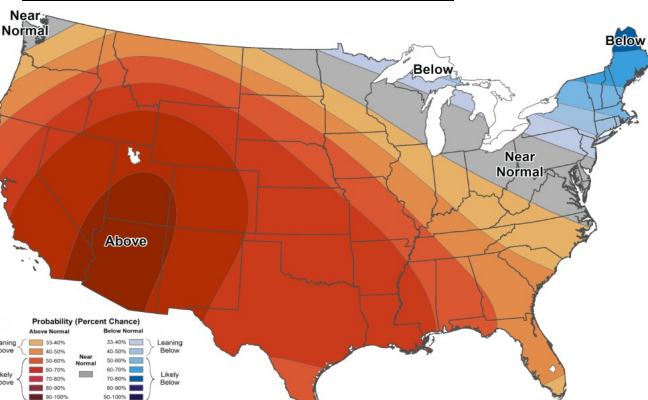 Near
Normal
Below
Below
Near
Normal
Above
Probability (Percent Chance)
Above Normal
Below Normal
33-40%
40-50%
50-60%
60-70%
70-80%
80-90%
90-100%
Near
Normal
33-40%
40-50%
50-60%
60-70%
70-80%
80-90%
90-100%
Leaning
Below
Likely
Below